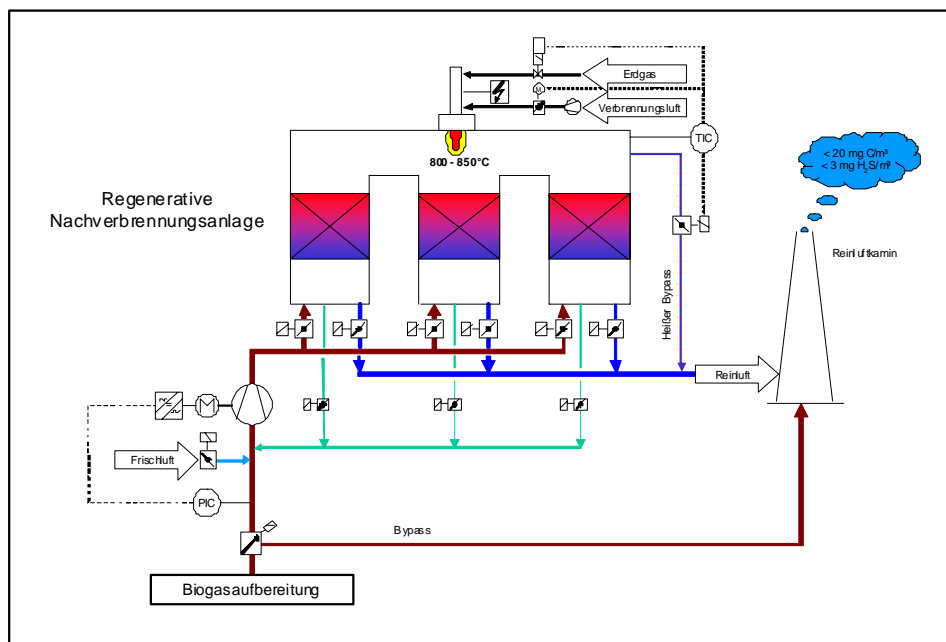 Erdgas
M
Verbrennungsluft
TIC
800 - 850°C
< 20 mg C/m³
< 3 mg H₂S/m³
Regenerative
Nachverbrennungsanlage
Reinluftkamin
Heißer Bypass
Reinluft
M
Frischluft
PIC
Bypass
Biogasaufbereitung